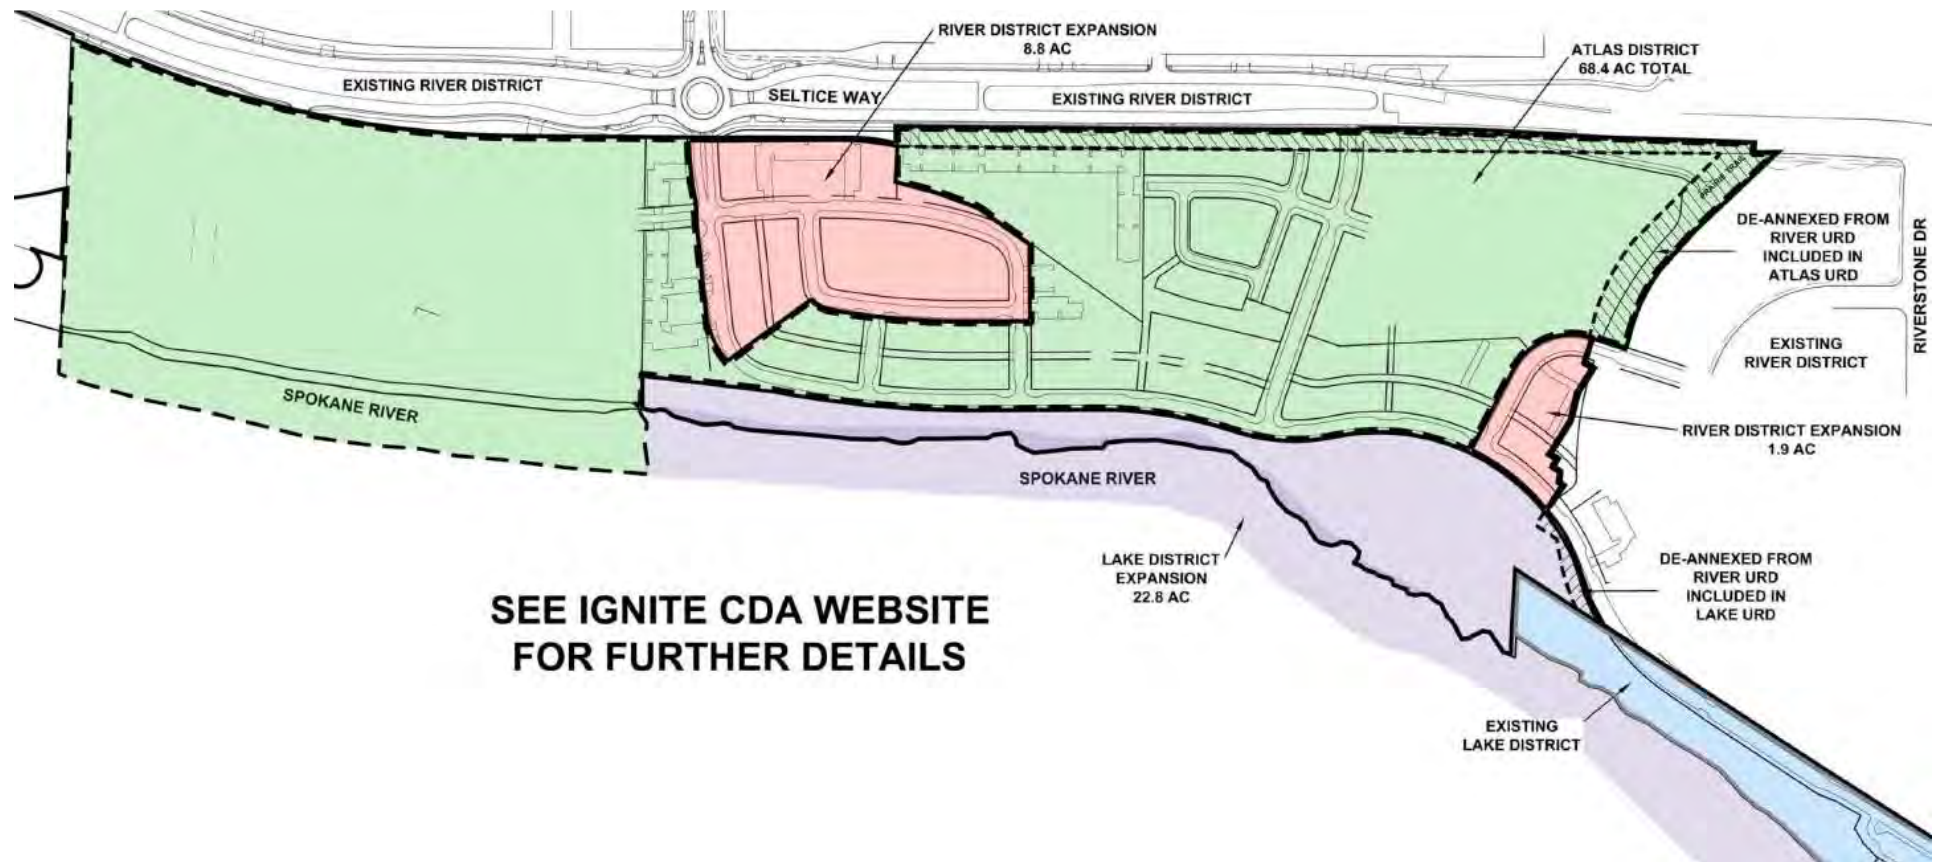 RIVER DISTRICT EXPANSION
8.8 AC
ATLAS DISTRICT
68.4 AC TOTAL
EXISTING RIVER DISTRICT
SELTICE WAY
EXISTING RIVER DISTRICT
PRAIRIE TRAIL
DE-ANNEXED FROM
RIVER URD
INCLUDED IN
ATLAS URD
RIVERSTONE DR
EXISTING
RIVER DISTRICT
SPOKANE RIVER
RIVER DISTRICT EXPANSION
1.9 AC
SPOKANE RIVER
LAKE DISTRICT
EXPANSION
22.8 AC
DE-ANNEXED FROM
RIVER URD
INCLUDED IN
LAKE URD
SEE IGNITE CDA WEBSITE
FOR FURTHER DETAILS
EXISTING
LAKE DISTRICT